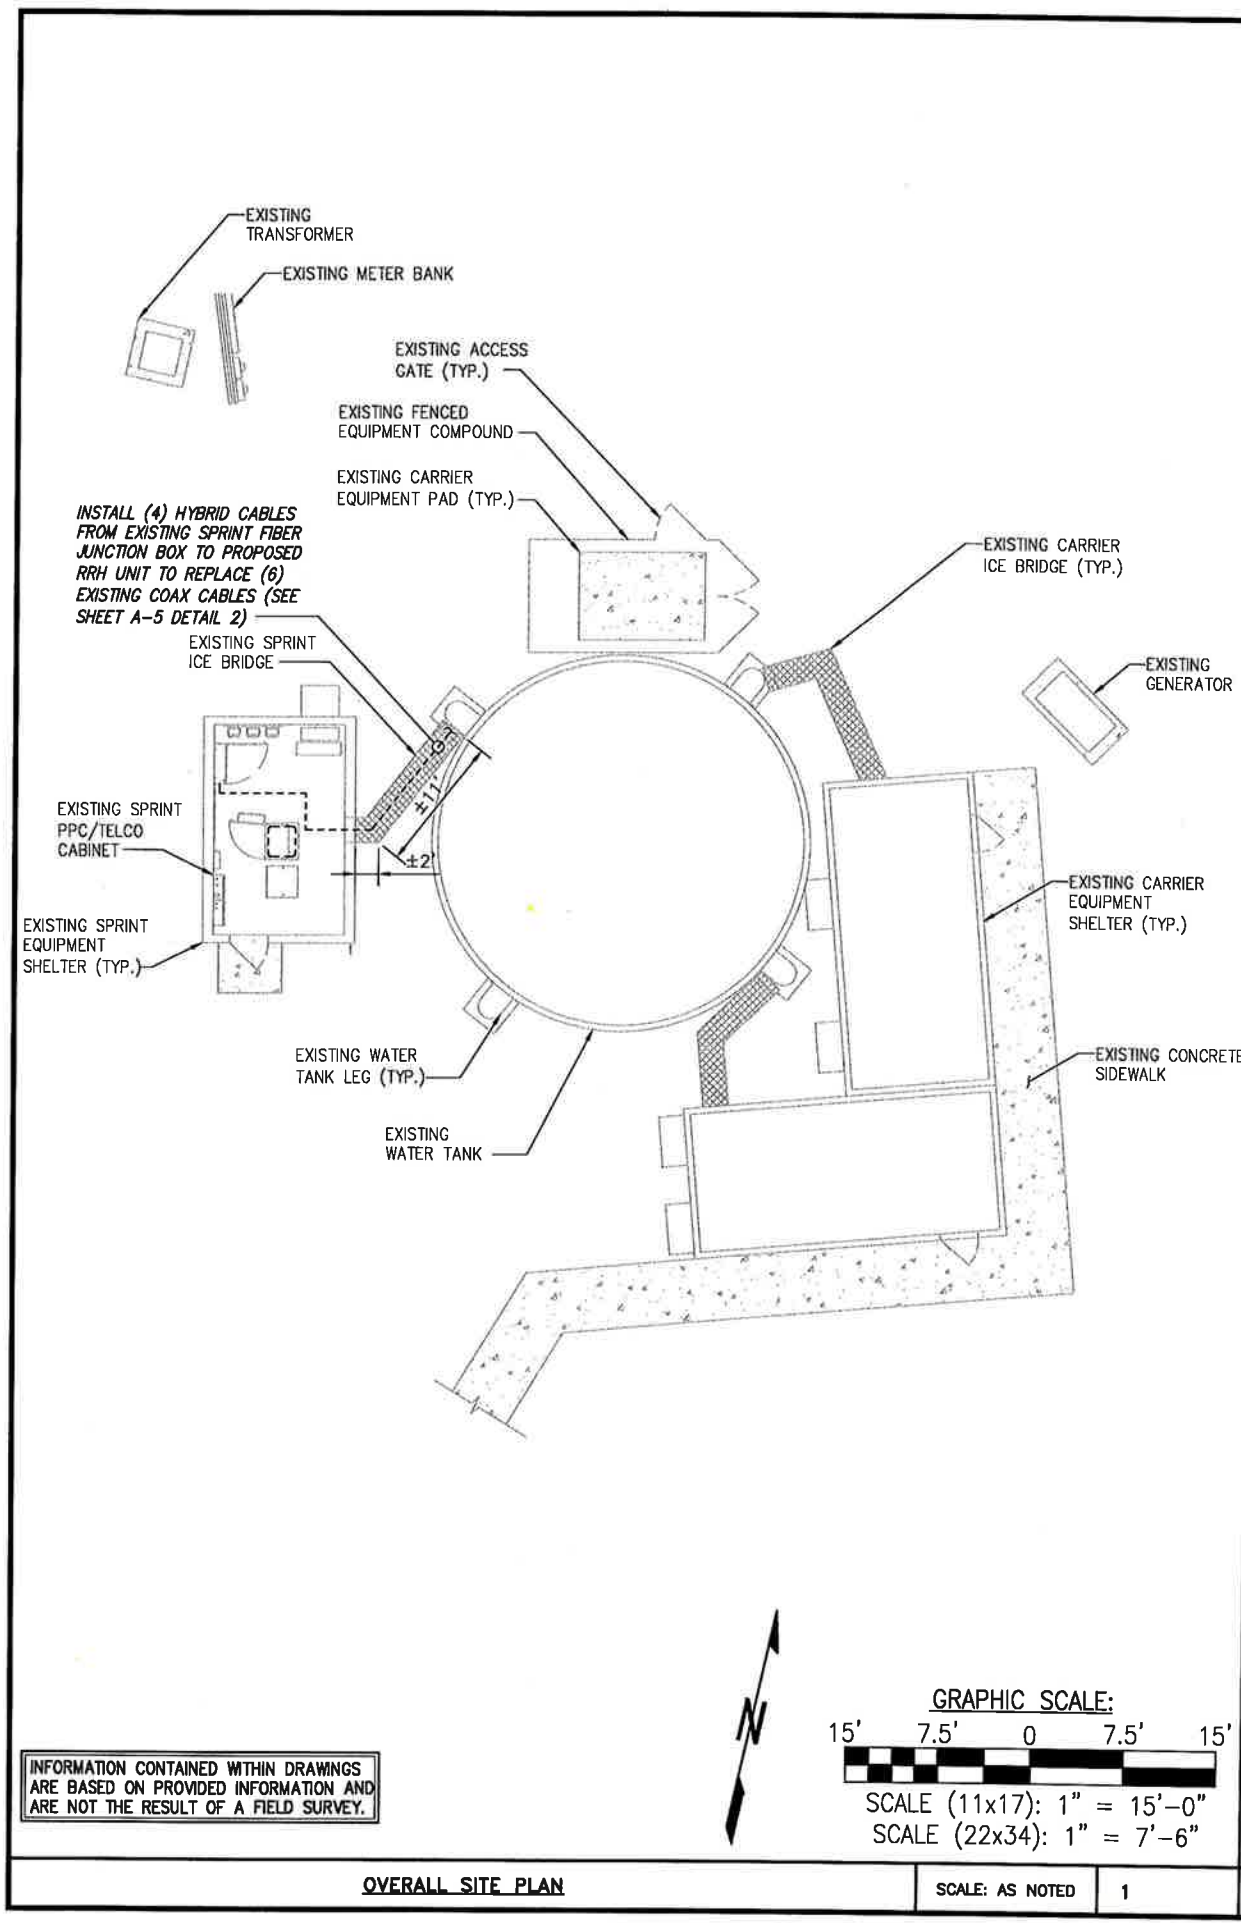 EXISTING
TRANSFORMER
EXISTING METER BANK
EXISTING ACCESS
GATE (TYP.)
EXISTING FENCED
EQUIPMENT COMPOUND
EXISTING CARRIER
EQUIPMENT PAD (TYP.)
INSTALL (4) HYBRID CABLES
FROM EXISTING SPRINT FIBER
JUNCTION BOX TO PROPOSED
RRH UNIT TO REPLACE (6)
EXISTING COAX CABLES (SEE
SHEET A-5 DETAIL 2)
EXISTING CARRIER
ICE BRIDGE (TYP.)
EXISTING SPRINT
ICE BRIDGE
EXISTING
GENERATOR
±11'
±2'
EXISTING SPRINT
PPC/TELCO
CABINET
EXISTING CARRIER
EQUIPMENT
SHELTER (TYP.)
EXISTING SPRINT
EQUIPMENT
SHELTER (TYP.)
EXISTING WATER
TANK LEG (TYP.)
EXISTING CONCRETE
SIDEWALK
EXISTING
WATER TANK
N
GRAPHIC SCALE:
15' 7.5' 0 7.5' 15'
SCALE (11x17): 1" = 15'-0"
SCALE (22x34): 1" = 7'-6"
INFORMATION CONTAINED WITHIN DRAWINGS
ARE BASED ON PROVIDED INFORMATION AND
ARE NOT THE RESULT OF A FIELD SURVEY.
OVERALL SITE PLAN
SCALE: AS NOTED
1